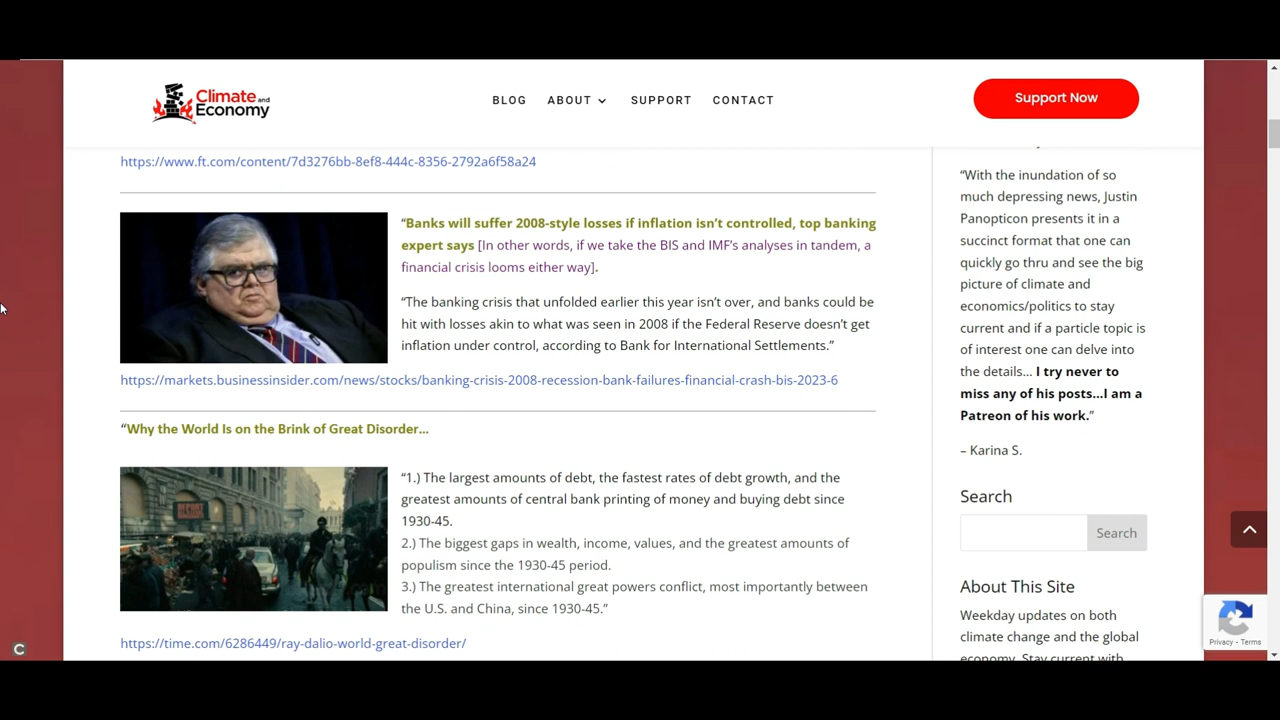 Climate and
Economy
BLOG
ABOUT
SUPPORT
CONTACT
Support Now
https://www.ft.com/content/7d3276bb-8ef8-444c-8356-2792a6f58a24
“Banks will suffer 2008-style losses if inflation isn’t controlled, top banking
expert says [In other words, if we take the BIS and IMF’s analyses in tandem, a
financial crisis looms either way].
“The banking crisis that unfolded earlier this year isn’t over, and banks could be
hit with losses akin to what was seen in 2008 if the Federal Reserve doesn’t get
inflation under control, according to Bank for International Settlements.”
https://markets.businessinsider.com/news/stocks/banking-crisis-2008-recession-bank-failures-financial-crash-bis-2023-6
“Why the World Is on the Brink of Great Disorder…
“1.) The largest amounts of debt, the fastest rates of debt growth, and the
greatest amounts of central bank printing of money and buying debt since
1930-45.
2.) The biggest gaps in wealth, income, values, and the greatest amounts of
populism since the 1930-45 period.
3.) The greatest international great powers conflict, most importantly between
the U.S. and China, since 1930-45.”
https://time.com/6286449/ray-dalio-world-great-disorder/
“With the inundation of so
much depressing news, Justin
Panopticon presents it in a
succinct format that one can
quickly go thru and see the big
picture of climate and
economics/politics to stay
current and if a particle topic is
of interest one can delve into
the details… I try never to
miss any of his posts…I am a
Patreon of his work.”
– Karina S.
Search
Search
About This Site
Weekday updates on both
climate change and the global
economy. Stay current with
Privacy - Terms